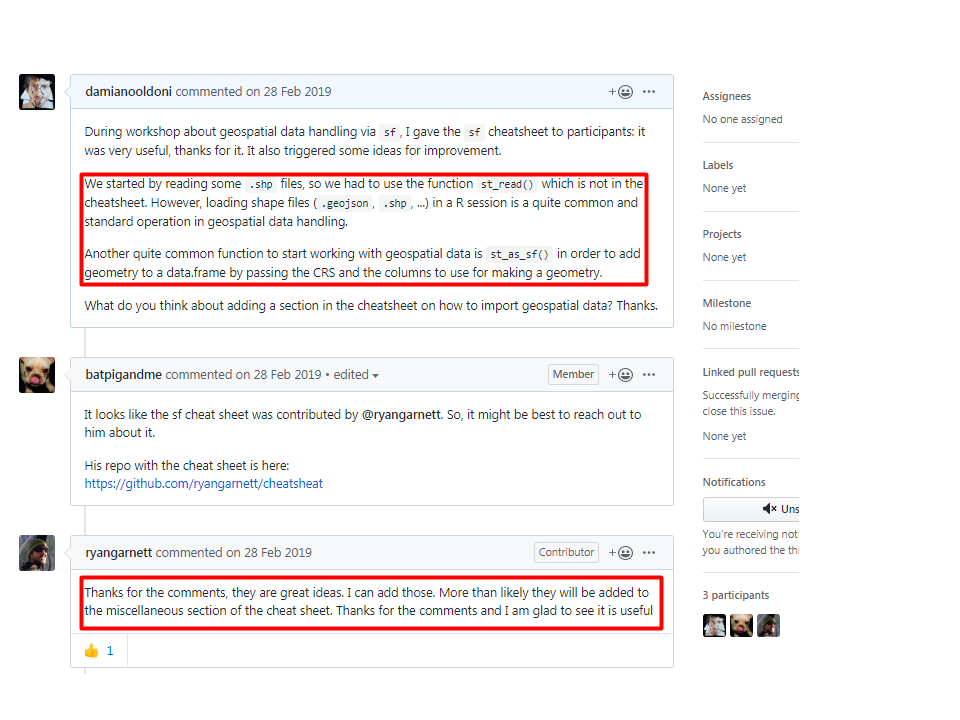 damianooldoni commented on 28 Feb 2019
During workshop about geospatial data handling via sf, I gave the sf cheatsheet to participants: it
was very useful, thanks for it. It also triggered some ideas for improvement.
We started by reading some .shp files, so we had to use the function st_read() which is not in the
cheatsheet. However, loading shape files ( .geojson, .shp, ...) in a R session is a quite common and
standard operation in geospatial data handling.
Another quite common function to start working with geospatial data is st_as_sf() in order to add
geometry to a data.frame by passing the CRS and the columns to use for making a geometry.
What do you think about adding a section in the cheatsheet on how to import geospatial data? Thanks.
batpigandme commented on 28 Feb 2019 • edited
Member
It looks like the sf cheat sheet was contributed by @ryangarnett. So, it might be best to reach out to
him about it.
His repo with the cheat sheet is here:
https://github.com/ryangarnett/cheatsheat
ryangarnett commented on 28 Feb 2019
Contributor
Thanks for the comments, they are great ideas. I can add those. More than likely they will be added to
the miscellaneous section of the cheat sheet. Thanks for the comments and I am glad to see it is useful
1
Assignees
No one assigned
Labels
None yet
Projects
None yet
Milestone
No milestone
Linked pull requests
Successfully merging
close this issue.
None yet
Notifications
Uns
You're receiving noti
you authored the thr
3 participants